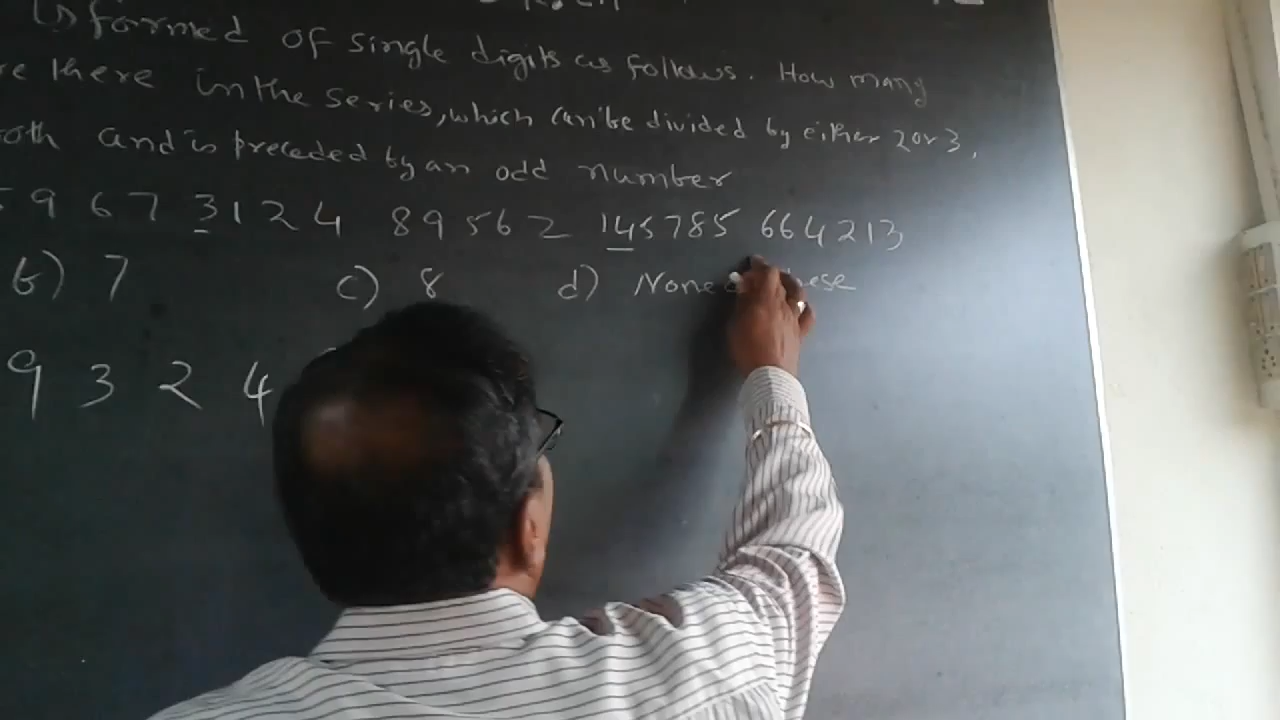 is formed of single digits as follows. How many
re there in the series, which can be divided by either 2 or 3,
oth and is preceded by an odd number
5 9 6 7 3 1 2 4 8 9 5 6 2 1 4 5 7 8 5 6 6 4 2 1 3
b) 7 c) 8 d) None these
9 3 2 4